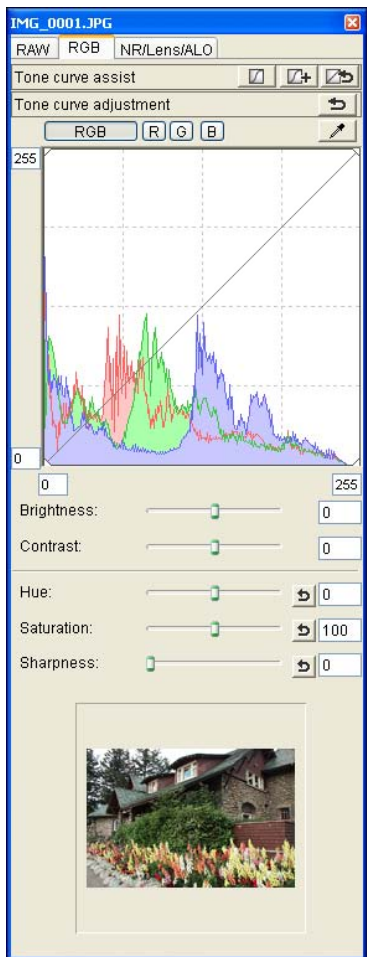 IMG_0001.JPG
RAW RGB NR/Lens/ALO
Tone curve assist
Tone curve adjustment
RGB R G B
255
0
0 255
Brightness: 0
Contrast: 0
Hue: 0
Saturation: 100
Sharpness: 0